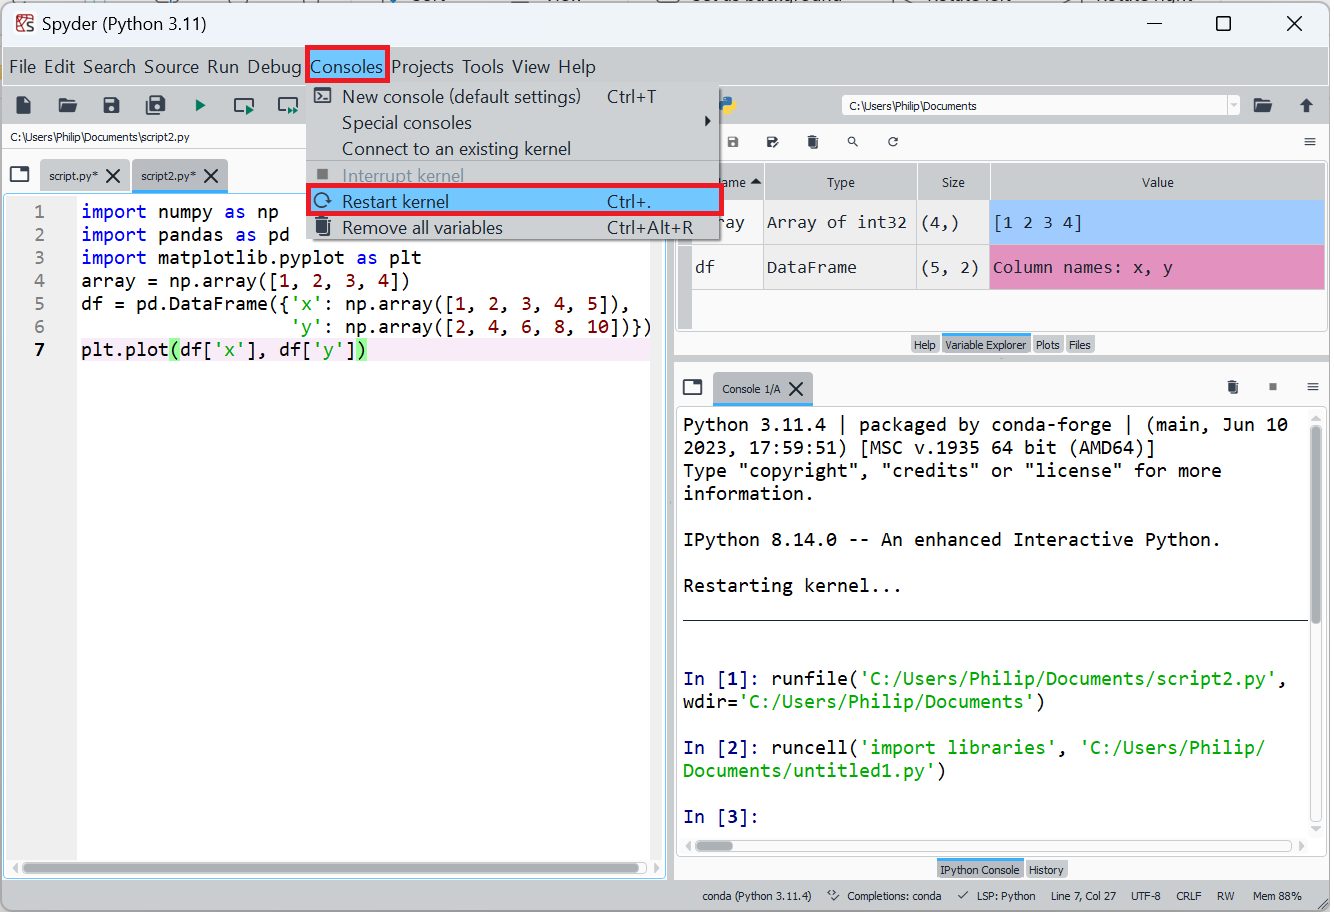 Spyder (Python 3.11)
File Edit Search Source Run Debug Consoles Projects Tools View Help
New console (default settings) Ctrl+T
Special consoles
Connect to an existing kernel
Interrupt kernel
Restart kernel Ctrl+.
Remove all variables Ctrl+Alt+R
C:\Users\Philip\Documents
C:\Users\Philip\Documents\script2.py
script.py* script2.py*
1 import numpy as np
2 import pandas as pd
3 import matplotlib.pyplot as plt
4 array = np.array([1, 2, 3, 4])
5 df = pd.DataFrame({'x': np.array([1, 2, 3, 4, 5]),
6 'y': np.array([2, 4, 6, 8, 10])})
7 plt.plot(df['x'], df['y'])
ame Type Size Value
ray Array of int32 (4,) [1 2 3 4]
df DataFrame (5, 2) Column names: x, y
Help Variable Explorer Plots Files
Console 1/A
Python 3.11.4 | packaged by conda-forge | (main, Jun 10
2023, 17:59:51) [MSC v.1935 64 bit (AMD64)]
Type "copyright", "credits" or "license" for more
information.
IPython 8.14.0 -- An enhanced Interactive Python.
Restarting kernel...
In [1]: runfile('C:/Users/Philip/Documents/script2.py',
wdir='C:/Users/Philip/Documents')
In [2]: runcell('import libraries', 'C:/Users/Philip/
Documents/untitled1.py')
In [3]:
IPython Console History
conda (Python 3.11.4) Completions: conda LSP: Python Line 7, Col 27 UTF-8 CRLF RW Mem 88%